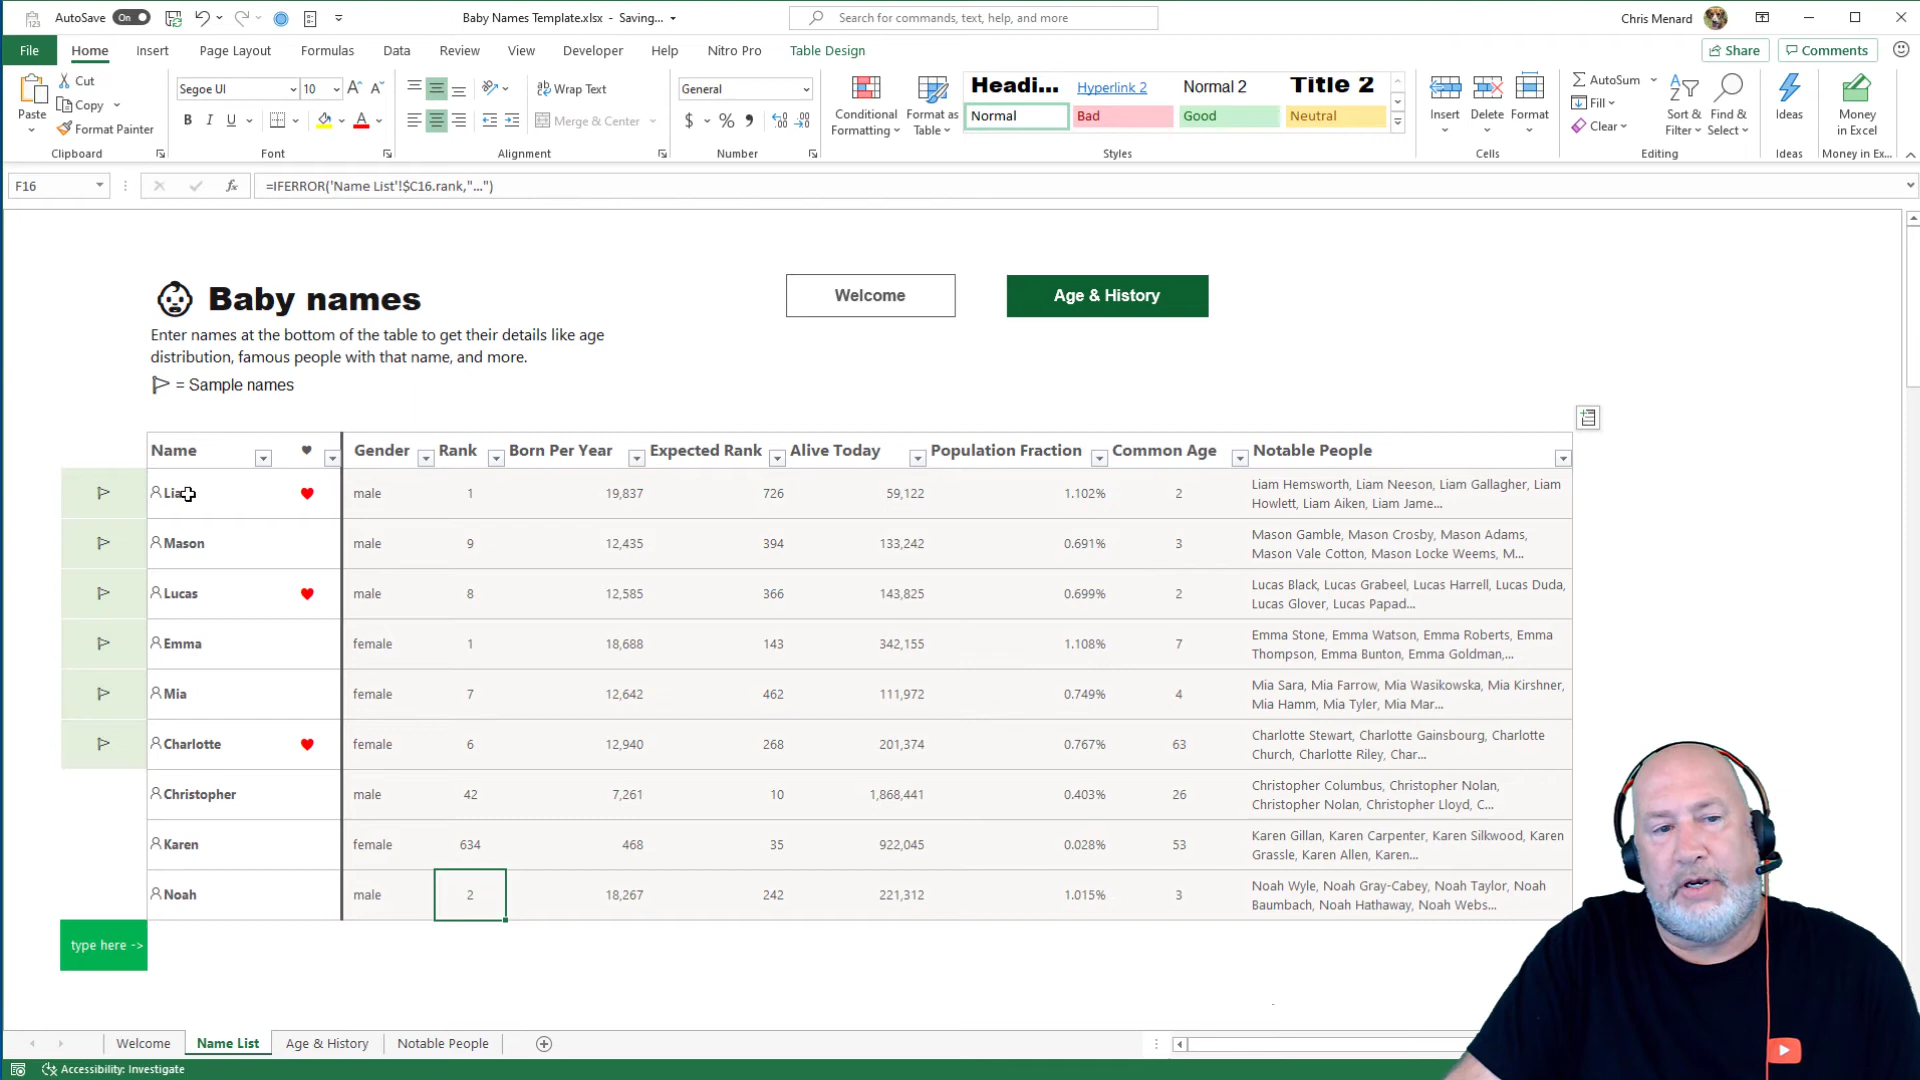 AutoSave On
Baby Names Template.xlsx - Saving...
Search for commands, text, help, and more
Chris Menard
File Home Insert Page Layout Formulas Data Review View Developer Help Nitro Pro Table Design
Share Comments
Paste Cut Copy Format Painter Clipboard
Segoe UI 10 B I U Font
Wrap Text Merge & Center Alignment
General $ % Number
Conditional Formatting Format as Table
Headi... Hyperlink 2 Normal 2 Title 2
Normal Bad Good Neutral
Styles
Insert Delete Format Cells
AutoSum Fill Clear Sort & Filter Find & Select Editing
Ideas Ideas
Money in Excel Money in Ex...
F16 fx =IFERROR('Name List'!$C16.rank,"...")
Baby names
Welcome Age & History
Enter names at the bottom of the table to get their details like age
distribution, famous people with that name, and more.
= Sample names
Name Gender Rank Born Per Year Expected Rank Alive Today Population Fraction Common Age Notable People
male 1 19,837 726 59,122 1.102% 2 Liam Hemsworth, Liam Neeson, Liam Gallagher, Liam
Howlett, Liam Aiken, Liam Jame...
Mason male 9 12,435 394 133,242 0.691% 3 Mason Gamble, Mason Crosby, Mason Adams,
Mason Vale Cotton, Mason Locke Weems, M...
Lucas male 8 12,585 366 143,825 0.699% 2 Lucas Black, Lucas Grabeel, Lucas Harrell, Lucas Duda,
Lucas Glover, Lucas Papad...
Emma female 1 18,688 143 342,155 1.108% 7 Emma Stone, Emma Watson, Emma Roberts, Emma
Thompson, Emma Bunton, Emma Goldman,...
Mia female 7 12,642 462 111,972 0.749% 4 Mia Sara, Mia Farrow, Mia Wasikowska, Mia Kirshner,
Mia Hamm, Mia Tyler, Mia Mar...
Charlotte female 6 12,940 268 201,374 0.767% 63 Charlotte Stewart, Charlotte Gainsbourg, Charlotte
Church, Charlotte Riley, Char...
Christopher male 42 7,261 10 1,868,441 0.403% 26 Christopher Columbus, Christopher Nolan,
Christopher Nolan, Christopher Lloyd, C...
Karen female 634 468 35 922,045 0.028% 53 Karen Gillan, Karen Carpenter, Karen Silkwood, Karen
Grassle, Karen Allen, Karen...
Noah male 2 18,267 242 221,312 1.015% 3 Noah Wyle, Noah Gray-Cabey, Noah Taylor, Noah
Baumbach, Noah Hathaway, Noah Webs...
type here ->
Welcome Name List Age & History Notable People
Accessibility: Investigate